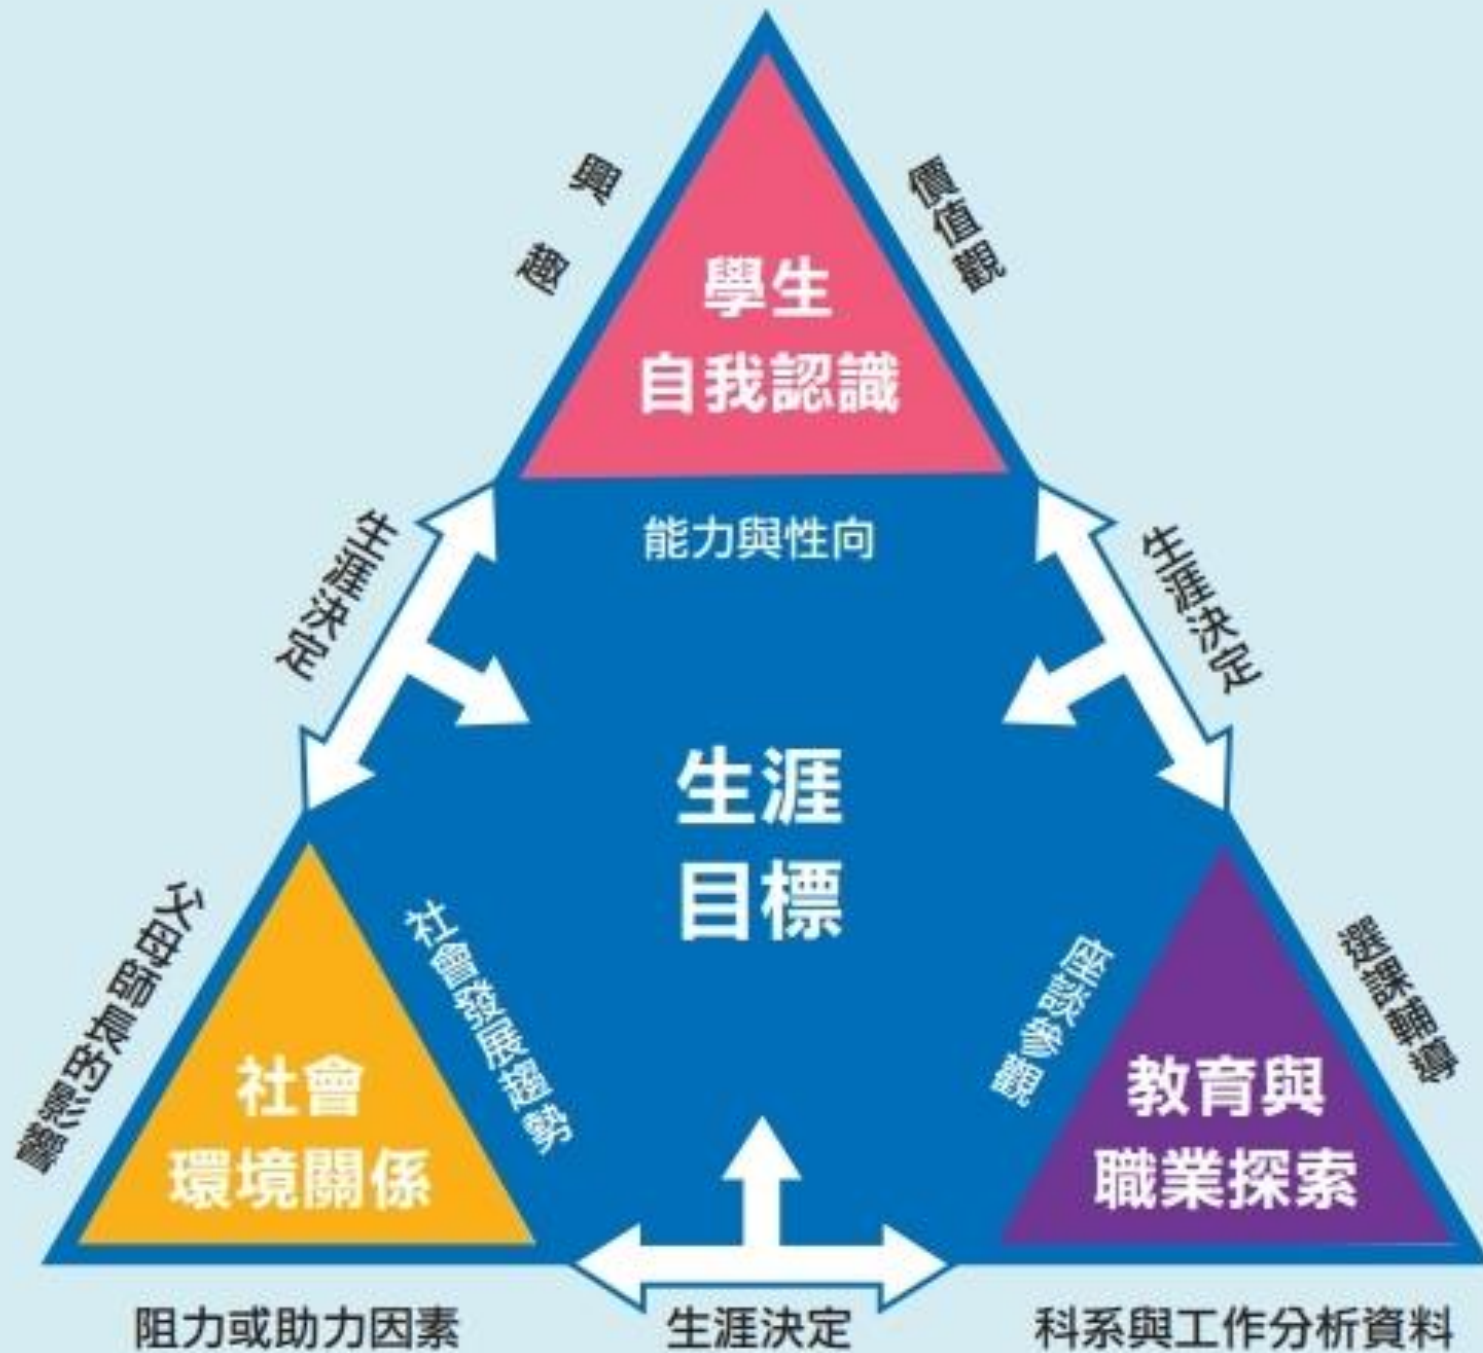 興趣
價值觀
學生
自我認識
能力與性向
生涯決定
生涯決定
生涯
目標
父母師長的影響
社會發展趨勢
社會
環境關係
座談參觀
選課輔導
教育與
職業探索
阻力或助力因素
生涯決定
科系與工作分析資料